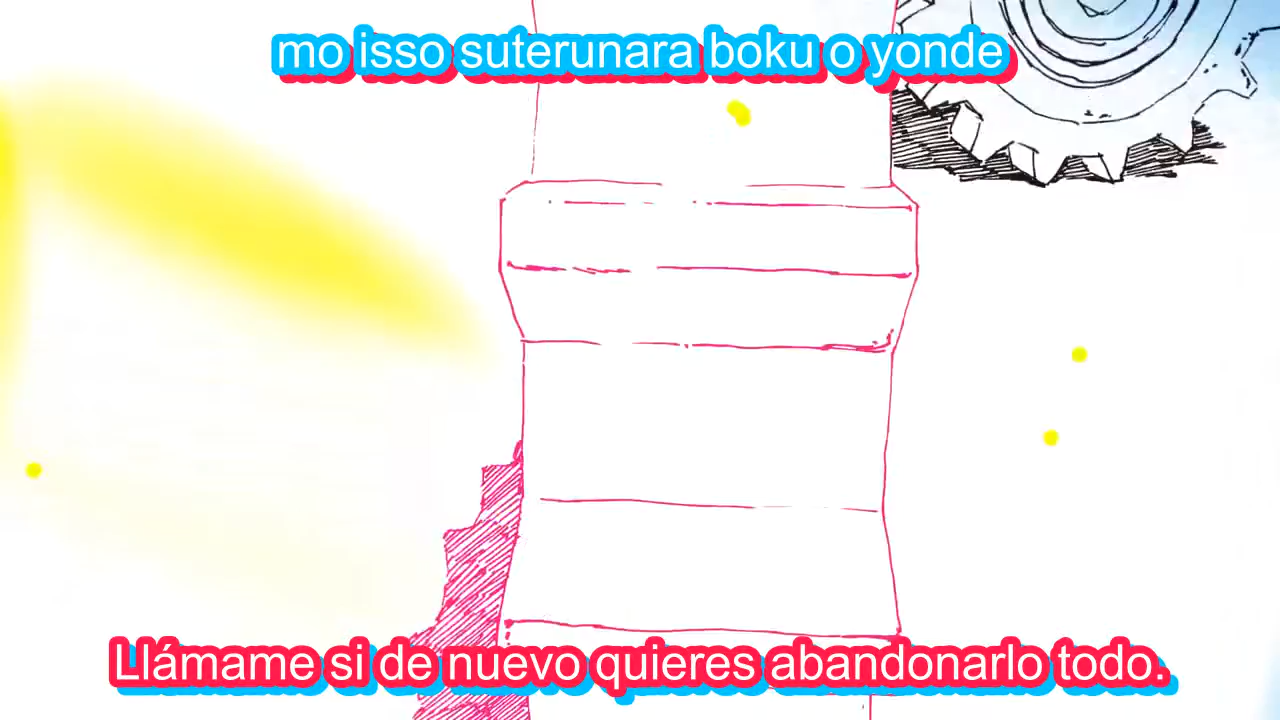 mo isso suterunara boku o yonde
Llámame si de nuevo quieres abandonarlo todo.